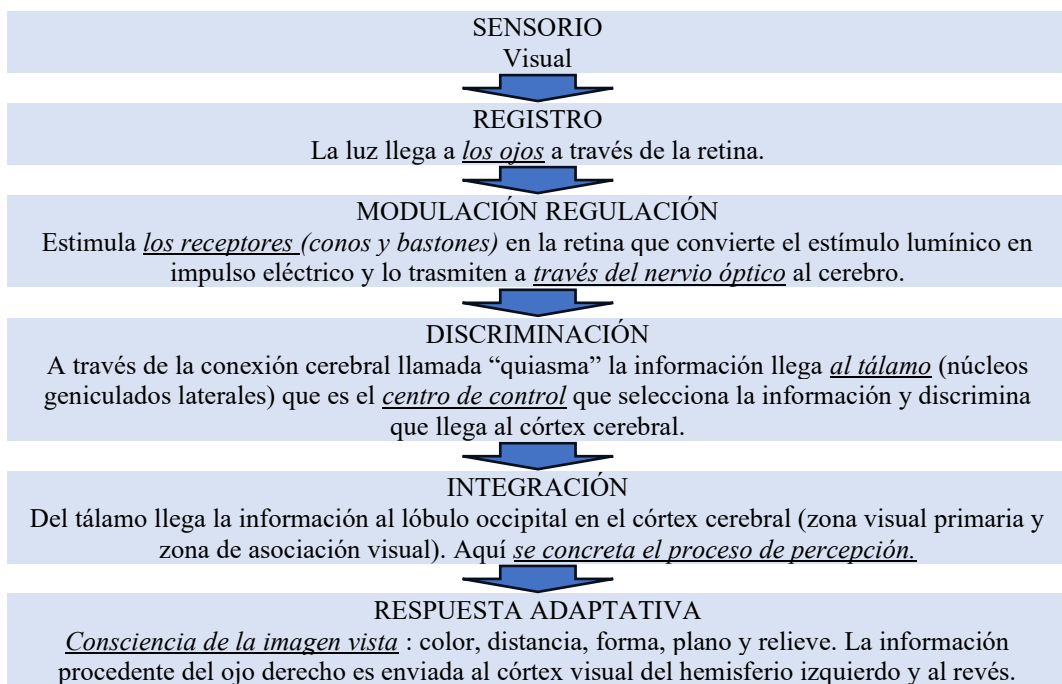 SENSORIO
Visual
REGISTRO
La luz llega a los ojos a través de la retina.
MODULACIÓN REGULACIÓN
Estimula los receptores (conos y bastones) en la retina que convierte el estímulo lumínico en
impulso eléctrico y lo trasmiten a través del nervio óptico al cerebro.
DISCRIMINACIÓN
A través de la conexión cerebral llamada “quiasma” la información llega al tálamo (núcleos
geniculados laterales) que es el centro de control que selecciona la información y discrimina
que llega al córtex cerebral.
INTEGRACIÓN
Del tálamo llega la información al lóbulo occipital en el córtex cerebral (zona visual primaria y
zona de asociación visual). Aquí se concreta el proceso de percepción.
RESPUESTA ADAPTATIVA
Consciencia de la imagen vista : color, distancia, forma, plano y relieve. La información
procedente del ojo derecho es enviada al córtex visual del hemisferio izquierdo y al revés.